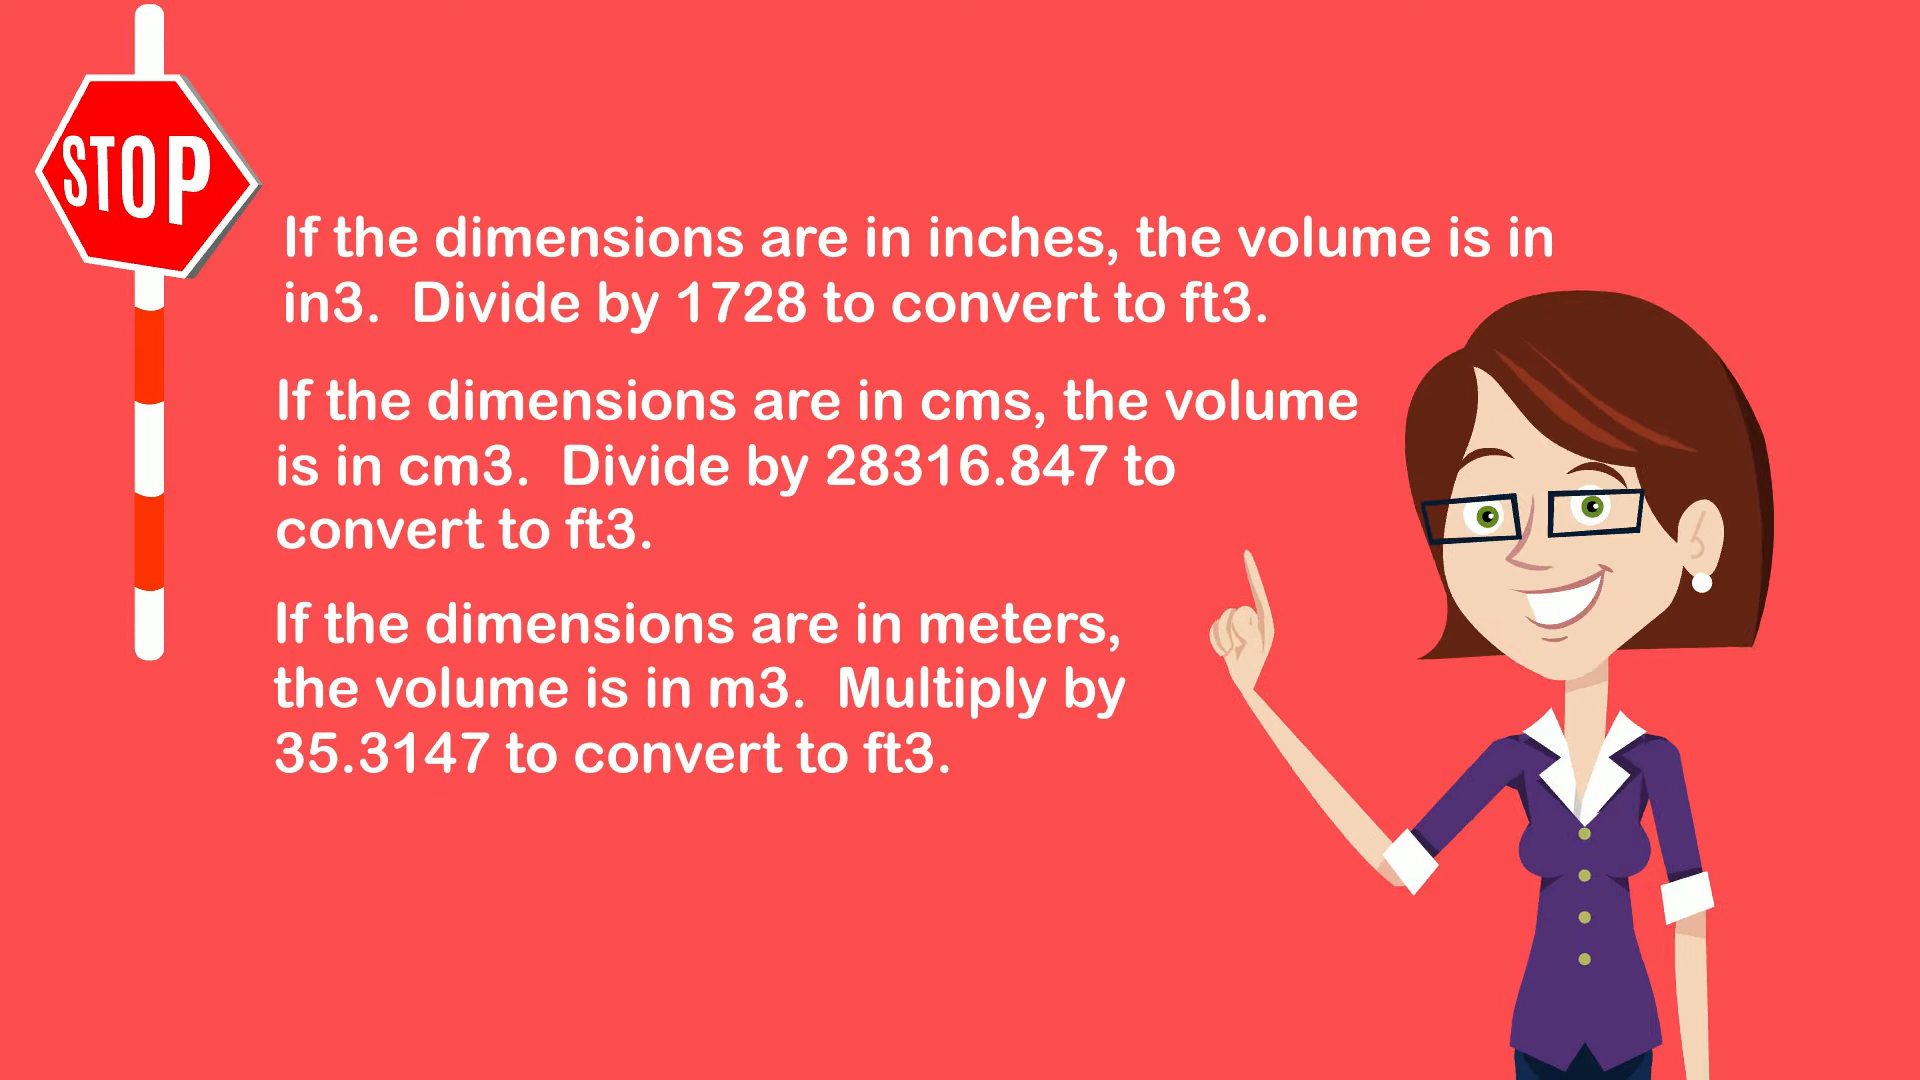 STOP
If the dimensions are in inches, the volume is in
in3.  Divide by 1728 to convert to ft3.
If the dimensions are in cms, the volume
is in cm3.  Divide by 28316.847 to
convert to ft3.
If the dimensions are in meters,
the volume is in m3.  Multiply by
35.3147 to convert to ft3.